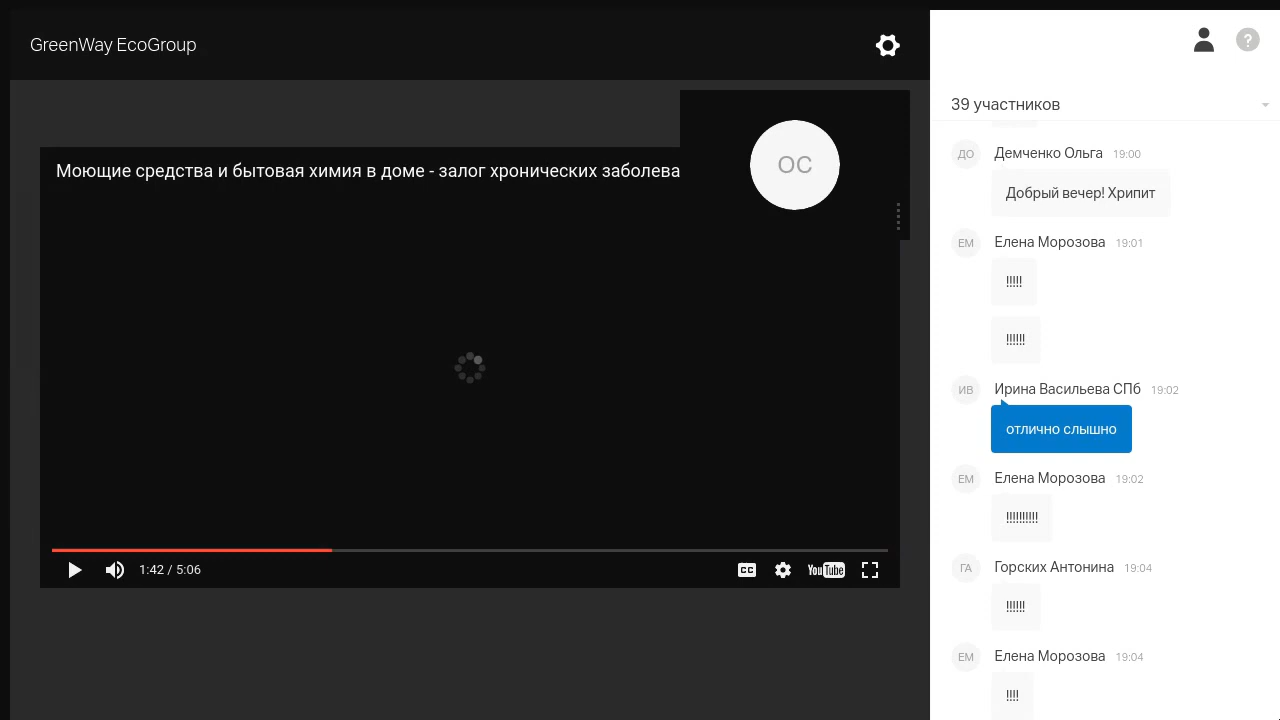 GreenWay EcoGroup
Моющие средства и бытовая химия в доме - залог хронических заболева
ОС
1:42 / 5:06
CC
YouTube
?
39 участников
ДО
Демченко Ольга 19:00
Добрый вечер! Хрипит
ЕМ
Елена Морозова 19:01
!!!!!
!!!!!!
ИВ
Ирина Васильева СПб 19:02
отлично слышно
ЕМ
Елена Морозова 19:02
!!!!!!!!!!
ГА
Горских Антонина 19:04
!!!!!!
ЕМ
Елена Морозова 19:04
!!!!